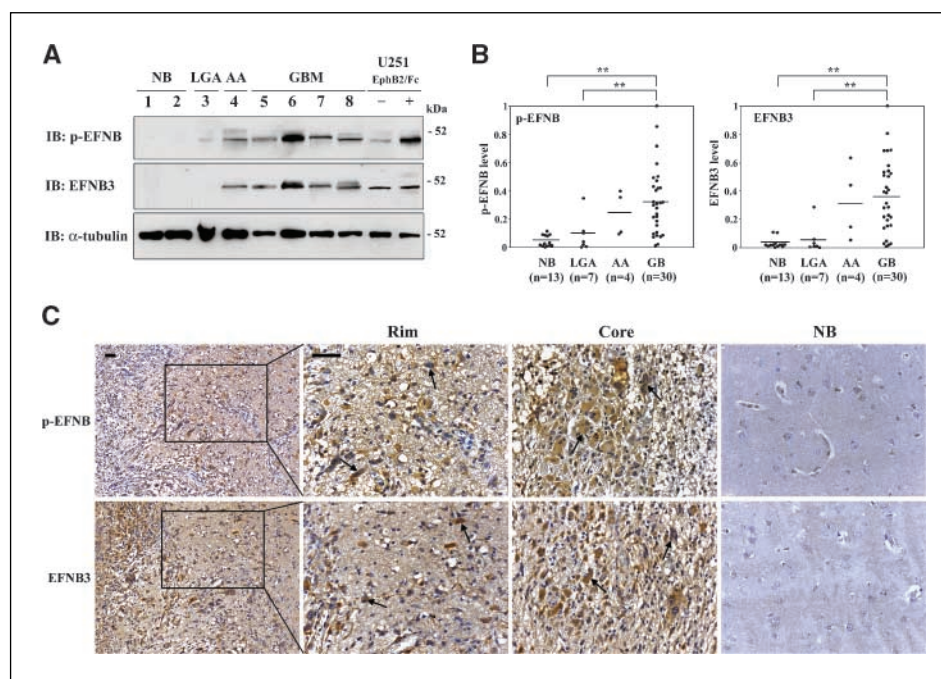 A
NB LGA AA GBM U251
EphB2/Fc
1 2 3 4 5 6 7 8 − +
kDa
IB: p-EFNB - 52
IB: EFNB3 - 52
IB: α-tubulin - 52
B
** **
** **
p-EFNB
p-EFNB level
1
0.8
0.6
0.4
0.2
0
NB LGA AA GB
(n=13) (n=7) (n=4) (n=30)
EFNB3
EFNB3 level
1
0.8
0.6
0.4
0.2
0
NB LGA AA GB
(n=13) (n=7) (n=4) (n=30)
C
Rim Core NB
p-EFNB
EFNB3